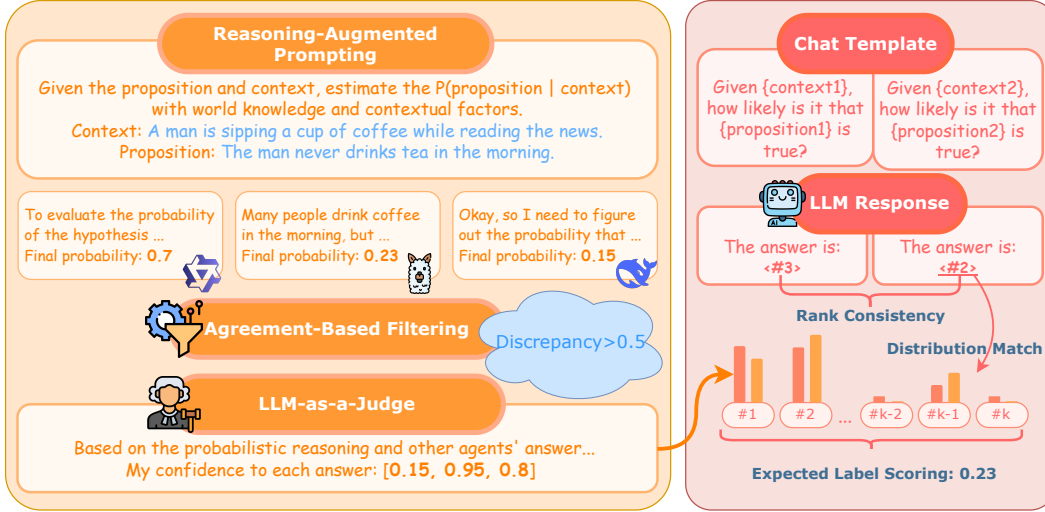 Reasoning-Augmented
Prompting
Given the proposition and context, estimate the P(proposition | context)
with world knowledge and contextual factors.
Context: A man is sipping a cup of coffee while reading the news.
Proposition: The man never drinks tea in the morning.
To evaluate the probability
of the hypothesis ...
Final probability: 0.7
Many people drink coffee
in the morning, but ...
Final probability: 0.23
Okay, so I need to figure
out the probability that ...
Final probability: 0.15
Agreement-Based Filtering
Discrepancy>0.5
LLM-as-a-Judge
Based on the probabilistic reasoning and other agents' answer...
My confidence to each answer: [0.15, 0.95, 0.8]
Chat Template
Given {context1},
how likely is it that
{proposition1} is
true?
Given {context2},
how likely is it that
{proposition2} is
true?
AI
LLM Response
The answer is:
<#3>
The answer is:
<#2>
Rank Consistency
Distribution Match
#1
#2
...
#k-2
#k-1
#k
Expected Label Scoring: 0.23